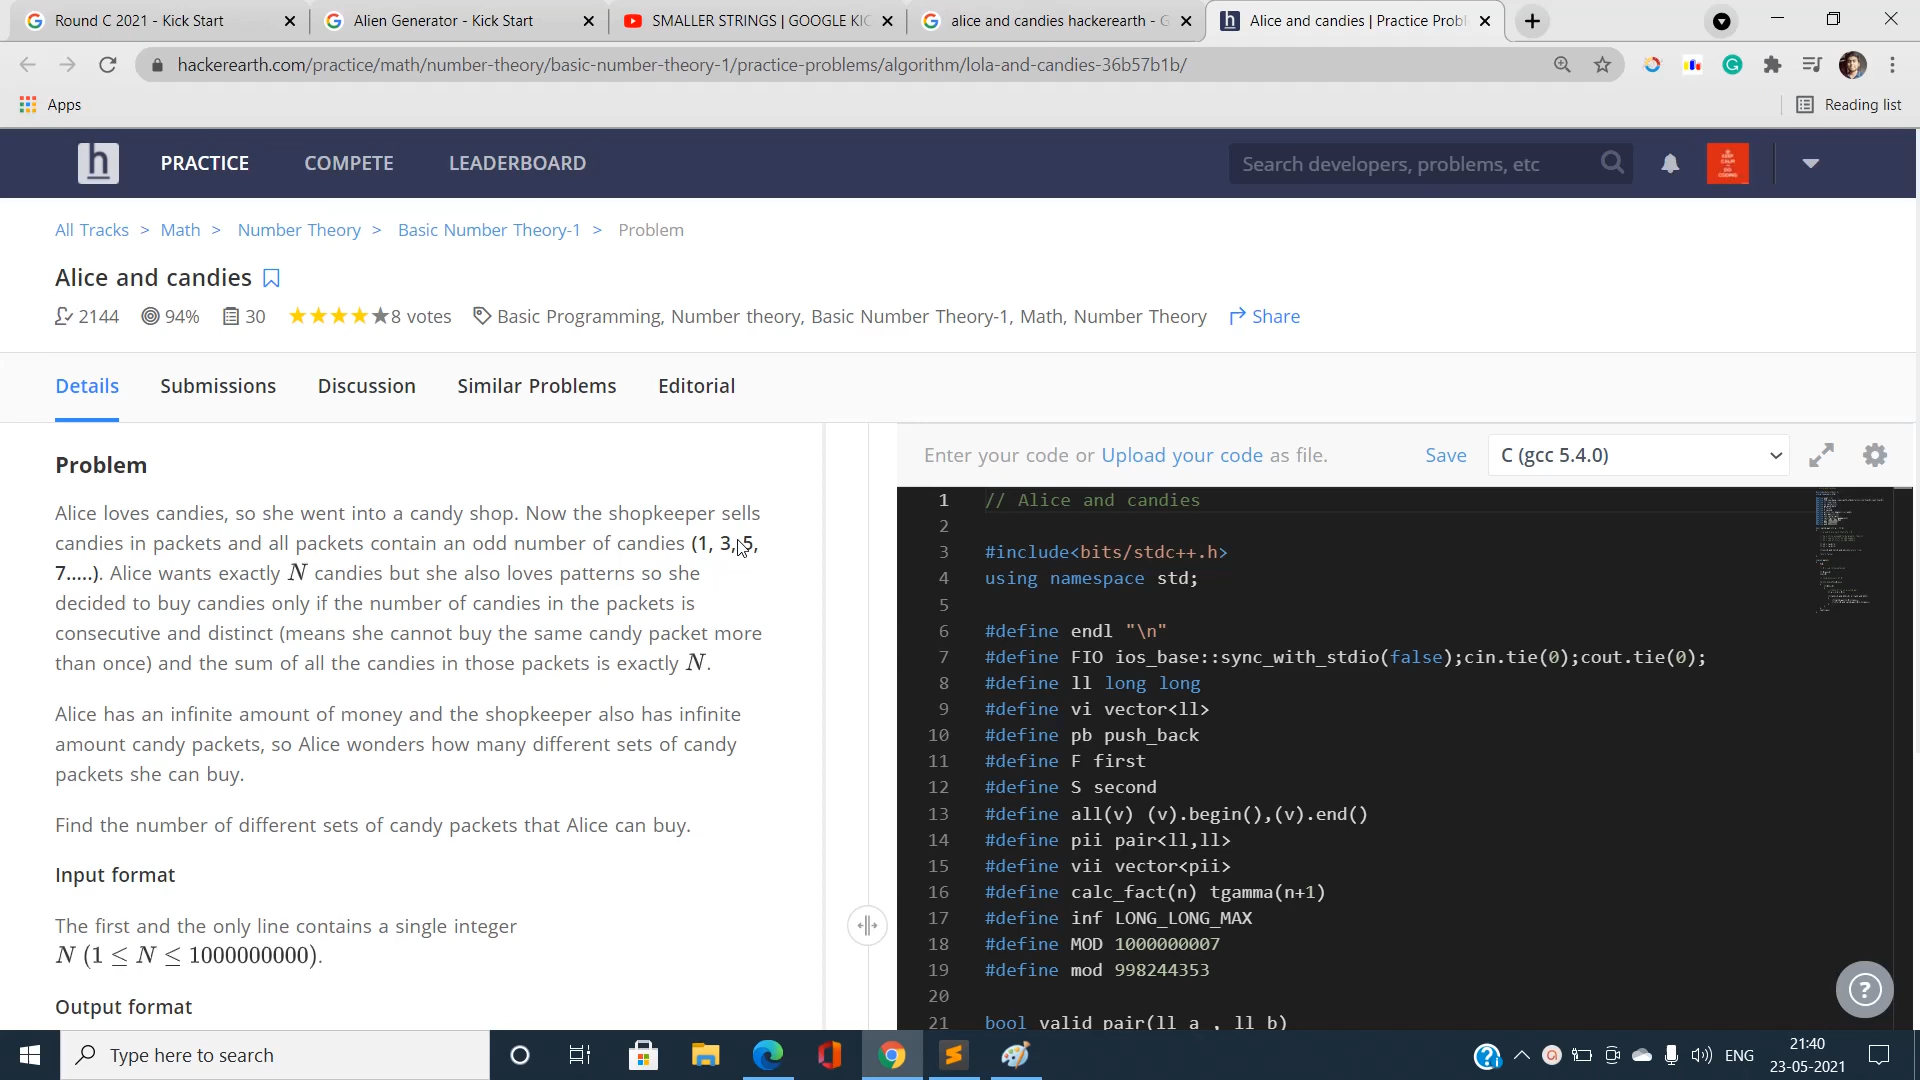 Round C 2021 - Kick Start
Alien Generator - Kick Start
SMALLER STRINGS | GOOGLE KIC
alice and candies hackerearth - G
Alice and candies | Practice Probl
hackerearth.com/practice/math/number-theory/basic-number-theory-1/practice-problems/algorithm/lola-and-candies-36b57b1b/
Apps
Reading list
h PRACTICE COMPETE LEADERBOARD
Search developers, problems, etc
All Tracks > Math > Number Theory > Basic Number Theory-1 > Problem
Alice and candies
2144 94% 30 ★★★★★8 votes Basic Programming, Number theory, Basic Number Theory-1, Math, Number Theory Share
Details Submissions Discussion Similar Problems Editorial
Problem
Alice loves candies, so she went into a candy shop. Now the shopkeeper sells
candies in packets and all packets contain an odd number of candies (1, 3, 5,
7.....). Alice wants exactly N candies but she also loves patterns so she
decided to buy candies only if the number of candies in the packets is
consecutive and distinct (means she cannot buy the same candy packet more
than once) and the sum of all the candies in those packets is exactly N.
Alice has an infinite amount of money and the shopkeeper also has infinite
amount candy packets, so Alice wonders how many different sets of candy
packets she can buy.
Find the number of different sets of candy packets that Alice can buy.
Input format
The first and the only line contains a single integer
N (1 ≤ N ≤ 1000000000).
Output format
Enter your code or Upload your code as file. Save C (gcc 5.4.0)
1 // Alice and candies
2
3 #include<bits/stdc++.h>
4 using namespace std;
5
6 #define endl "\n"
7 #define FIO ios_base::sync_with_stdio(false);cin.tie(0);cout.tie(0);
8 #define ll long long
9 #define vi vector<ll>
10 #define pb push_back
11 #define F first
12 #define S second
13 #define all(v) (v).begin(),(v).end()
14 #define pii pair<ll,ll>
15 #define vii vector<pii>
16 #define calc_fact(n) tgamma(n+1)
17 #define inf LONG_LONG_MAX
18 #define MOD 1000000007
19 #define mod 998244353
20
21 bool valid_pair(ll a , ll b)
?
Type here to search
ENG
21:40
23-05-2021